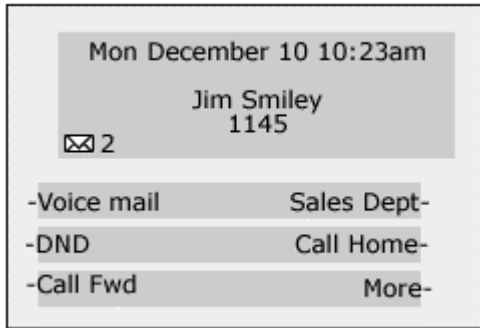 Mon December 10 10:23am
Jim Smiley
1145
2
-Voice mail Sales Dept-
-DND Call Home-
-Call Fwd More-